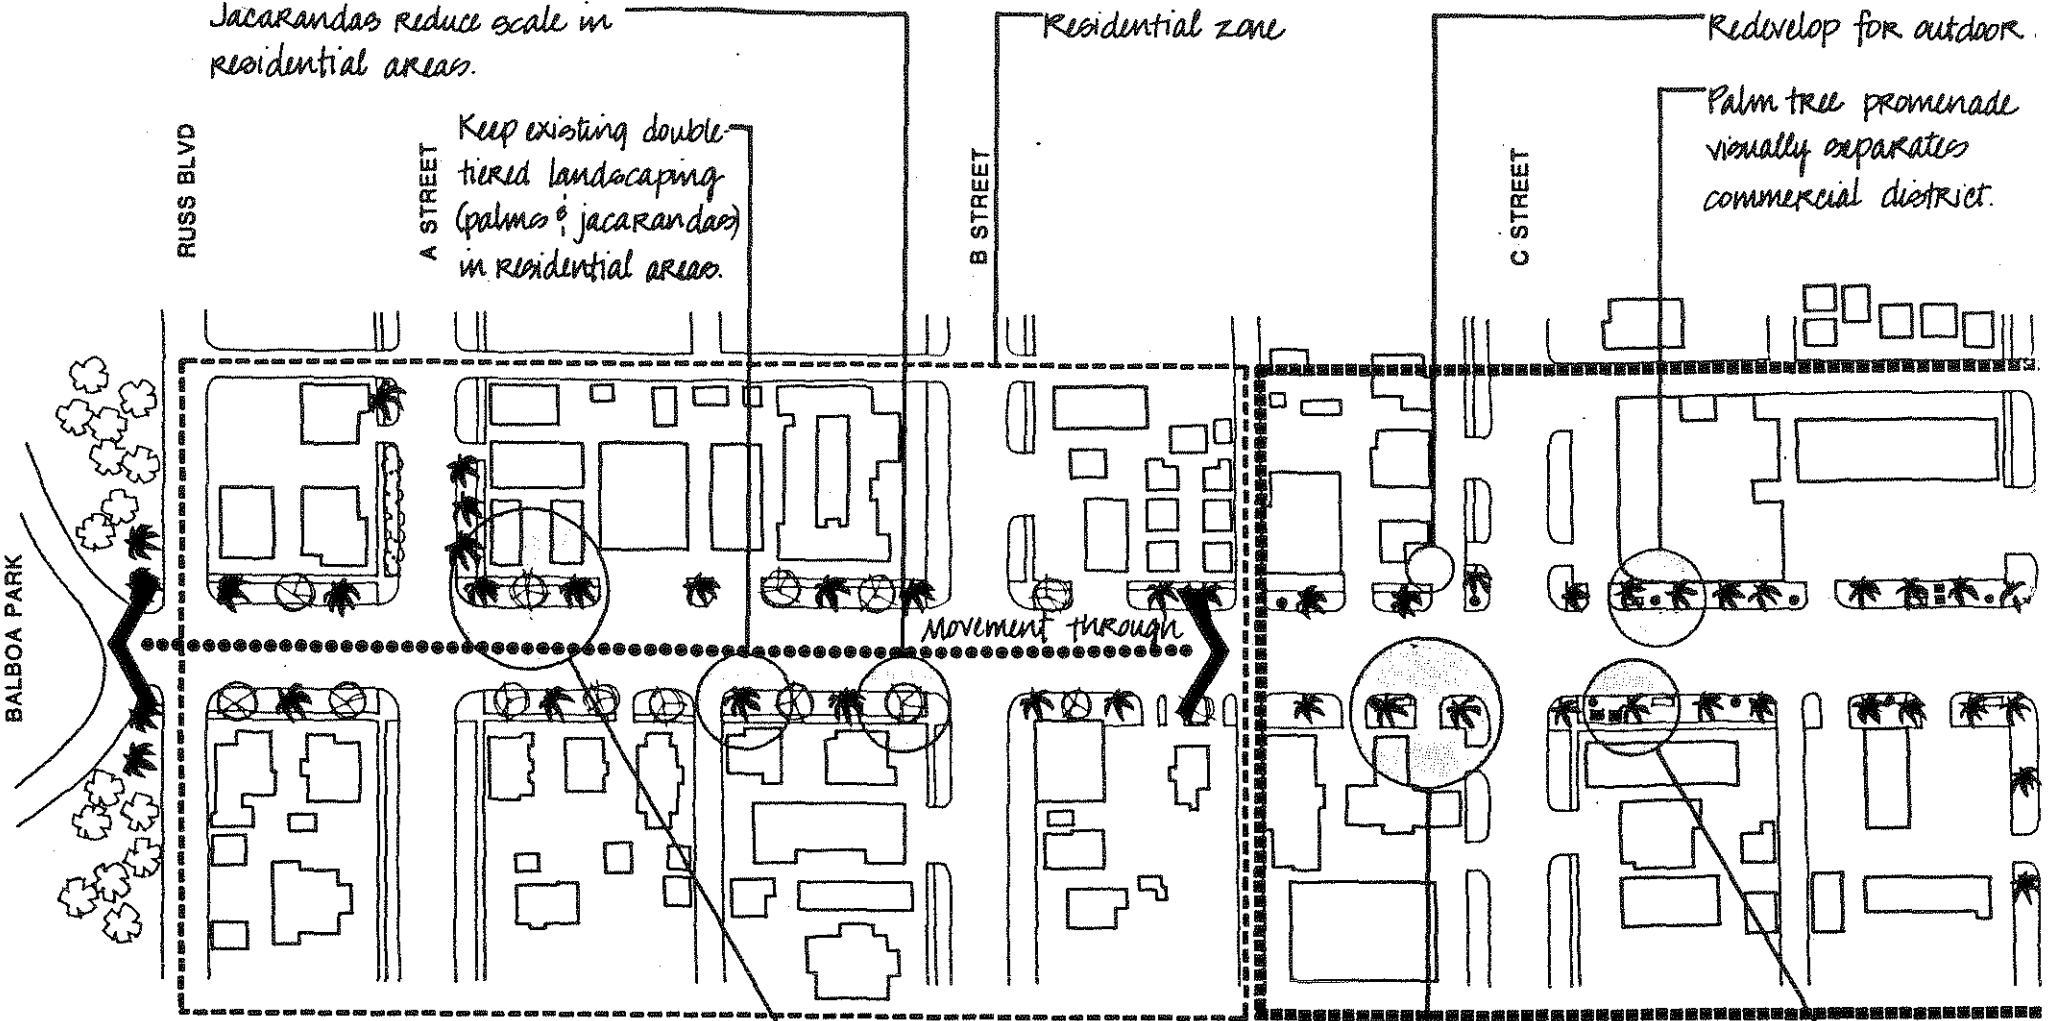 Jacarandas reduce scale in
residential areas.
Residential zone
Redevelop for outdoor
Palm tree promenade
visually separates
commercial district.
Keep existing double-
tiered landscaping
(palms & jacarandas)
in residential areas.
RUSS BLVD
A STREET
B STREET
C STREET
BALBOA PARK
Movement through